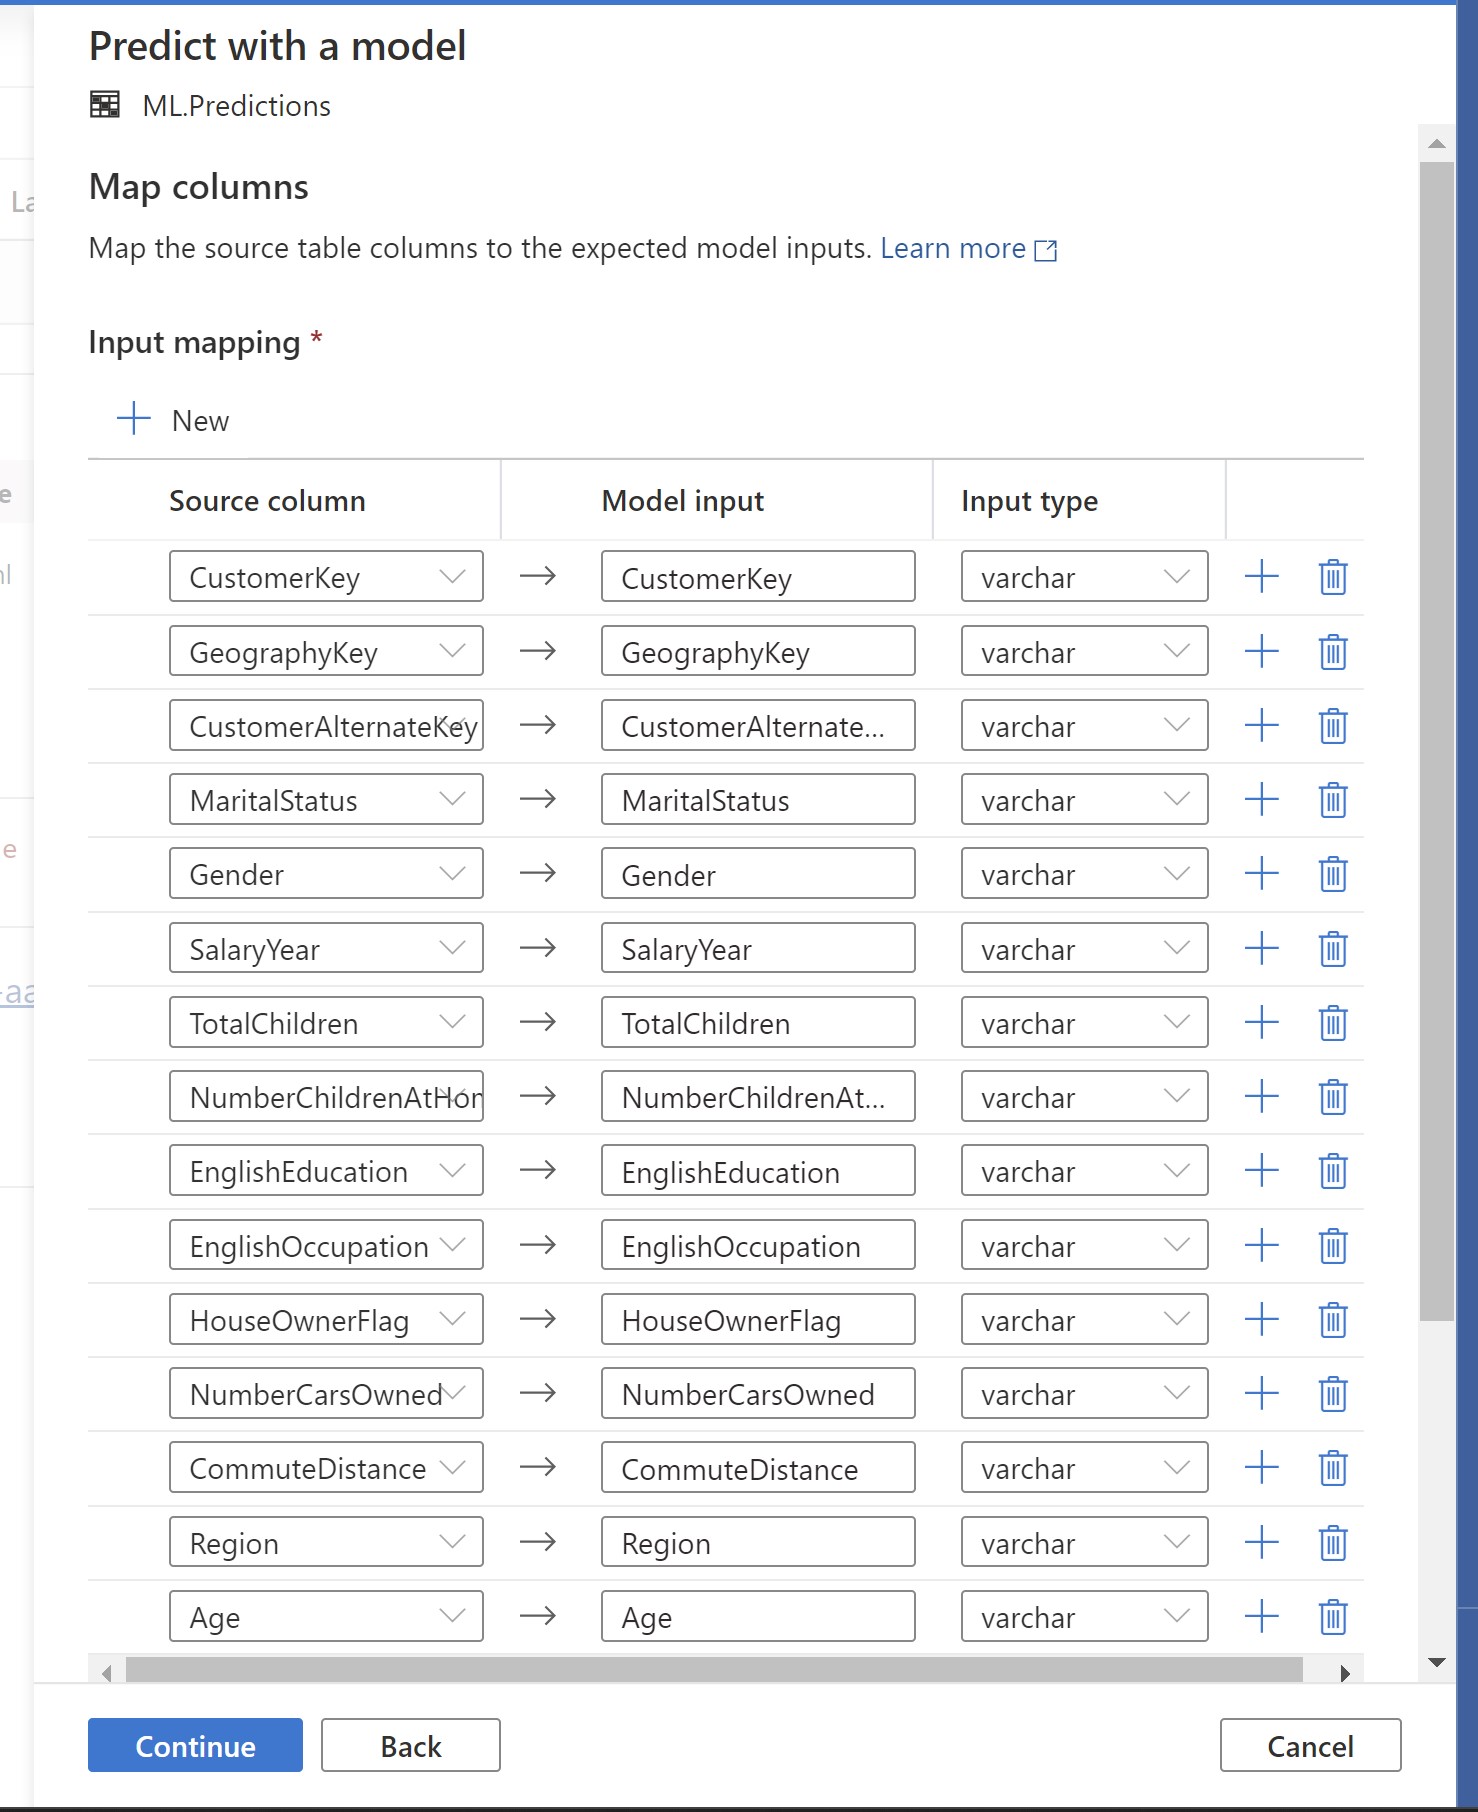 Predict with a model
ML.Predictions
Map columns
Map the source table columns to the expected model inputs. Learn more
Input mapping *
New
Source column Model input Input type
CustomerKey CustomerKey varchar
GeographyKey GeographyKey varchar
CustomerAlternateKey CustomerAlternate... varchar
MaritalStatus MaritalStatus varchar
Gender Gender varchar
SalaryYear SalaryYear varchar
TotalChildren TotalChildren varchar
NumberChildrenAtHom NumberChildrenAt... varchar
EnglishEducation EnglishEducation varchar
EnglishOccupation EnglishOccupation varchar
HouseOwnerFlag HouseOwnerFlag varchar
NumberCarsOwned NumberCarsOwned varchar
CommuteDistance CommuteDistance varchar
Region Region varchar
Age Age varchar
Continue Back Cancel